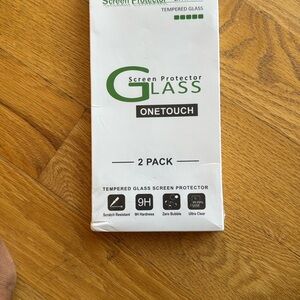 Screen Protector
TEMPERED GLASS
Screen Protector
GLASS
ONETOUCH
2 PACK
TEMPERED GLASS SCREEN PROTECTOR
9H
Scratch Resistant 9H Hardness Zero Bubble Ultra Clear